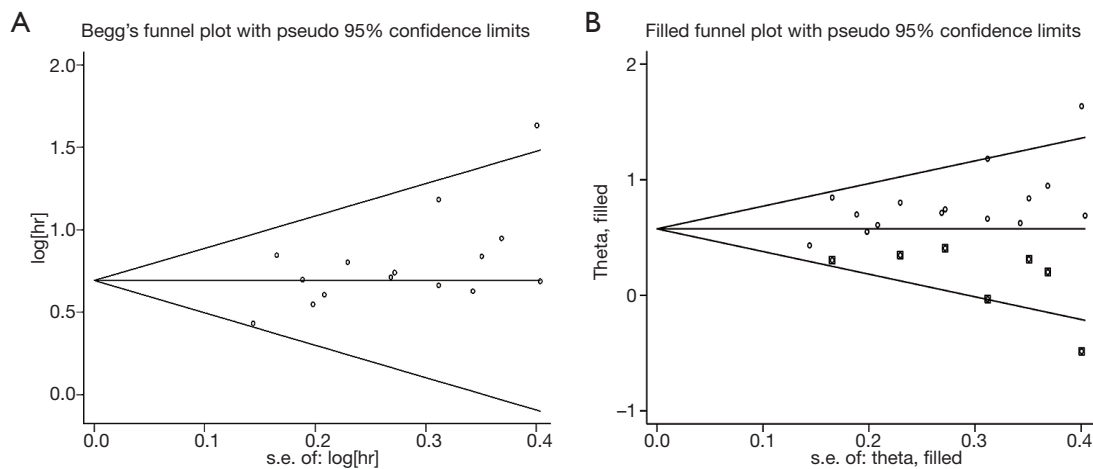 A
Begg's funnel plot with pseudo 95% confidence limits
2.0
1.5
1.0
0.5
0.0
log[hr]
0.0 0.1 0.2 0.3 0.4
s.e. of: log[hr]
B
Filled funnel plot with pseudo 95% confidence limits
2
1
0
−1
Theta, filled
0.0 0.1 0.2 0.3 0.4
s.e. of: theta, filled